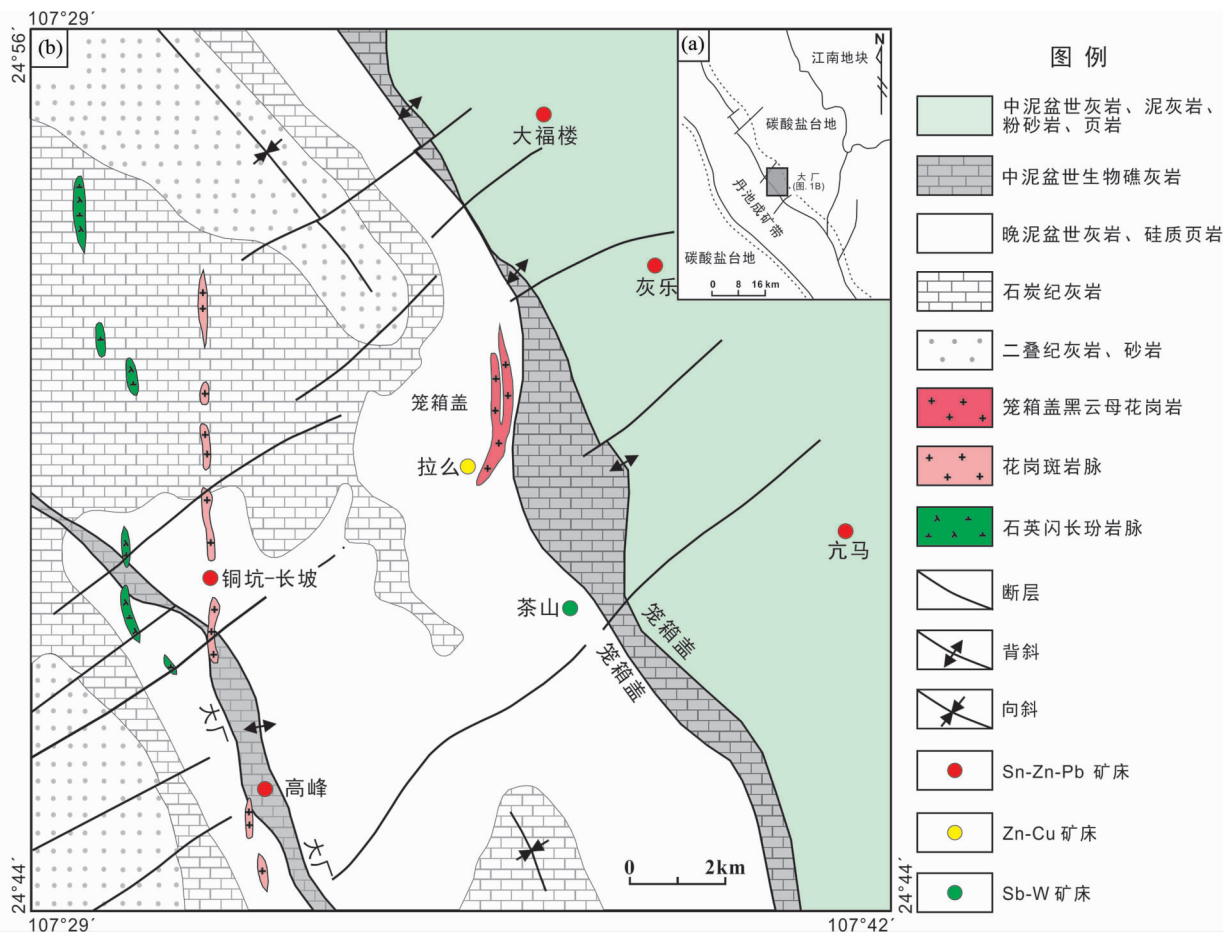 107°29′
24°56′
(b)
(a)
N
江南地块
碳酸盐台地
大厂
(图. 1B)
丹池成矿带
碳酸盐台地
0 8 16 km
大福楼
灰乐
笼箱盖
拉么
亢马
铜坑-长坡
茶山
笼箱盖
笼箱盖
大厂
高峰
大厂
0 2km
24°44′
24°44′
107°29′
107°42′
图 例
中泥盆世灰岩、泥灰岩、
粉砂岩、页岩
中泥盆世生物礁灰岩
晚泥盆世灰岩、硅质页岩
石炭纪灰岩
二叠纪灰岩、砂岩
笼箱盖黑云母花岗岩
花岗斑岩脉
石英闪长玢岩脉
断层
背斜
向斜
Sn-Zn-Pb 矿床
Zn-Cu 矿床
Sb-W 矿床